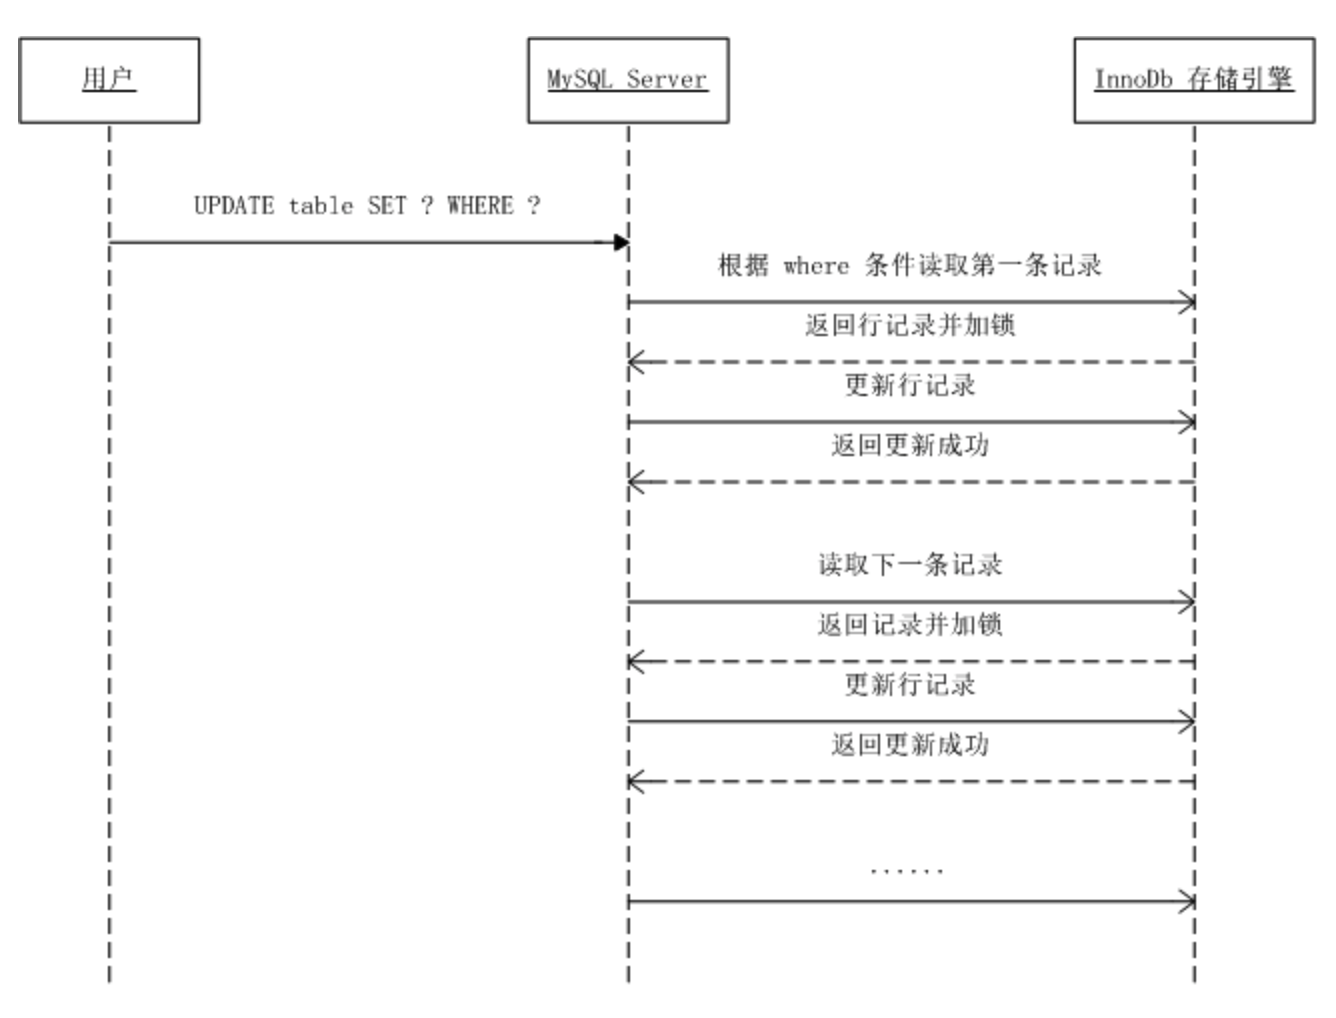 用户
MySQL Server
InnoDb 存储引擎
UPDATE table SET ? WHERE ?
根据 where 条件读取第一条记录
返回行记录并加锁
更新行记录
返回更新成功
读取下一条记录
返回记录并加锁
更新行记录
返回更新成功
......